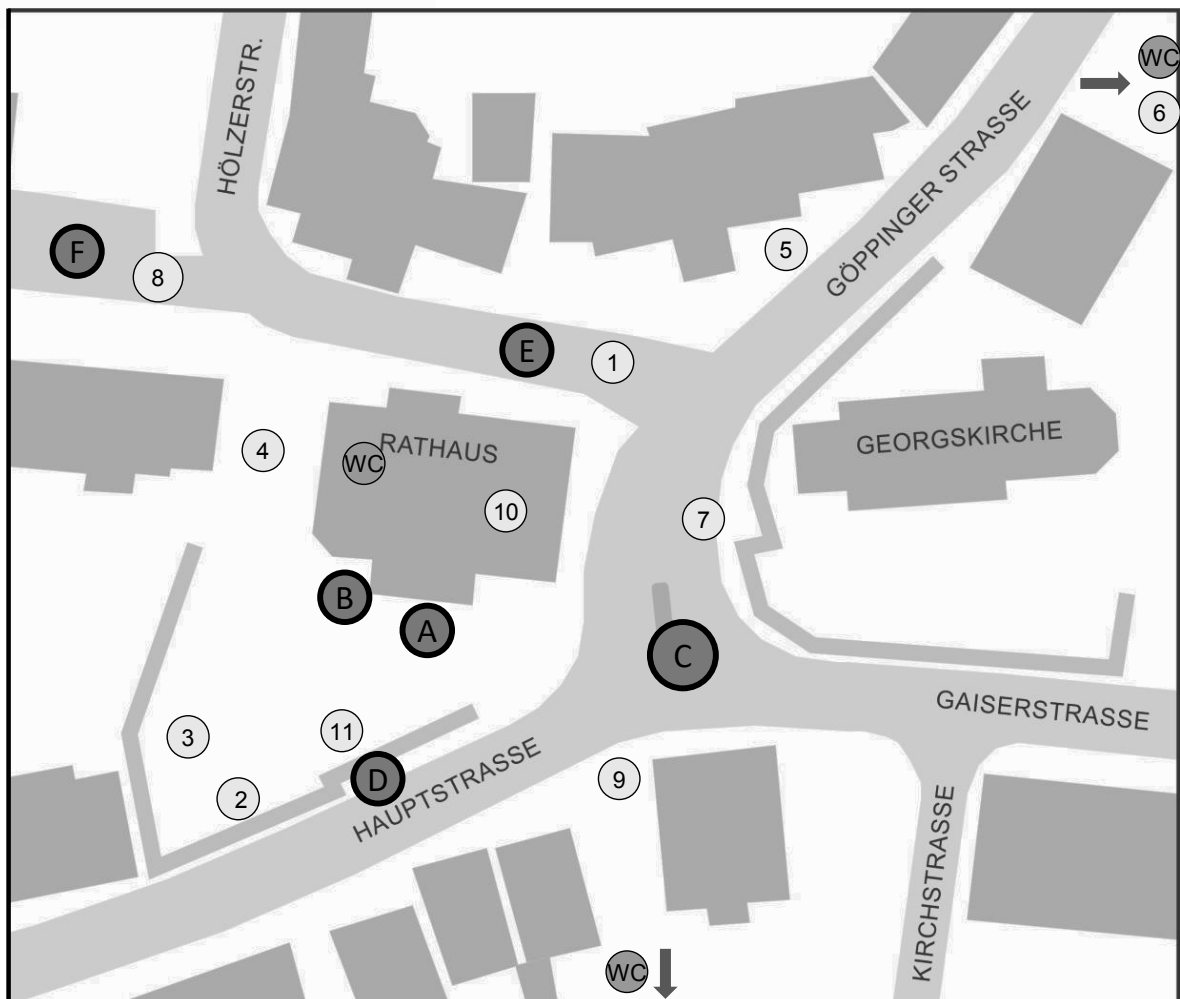 WC
6
HÖLZERSTR.
GÖPPINGER STRASSE
5
F
8
E
1
RATHAUS
WC
10
4
GEORGSKIRCHE
7
B
A
C
GAISERSTRASSE
3
11
D
2
HAUPTSTRASSE
9
KIRCHSTRASSE
WC